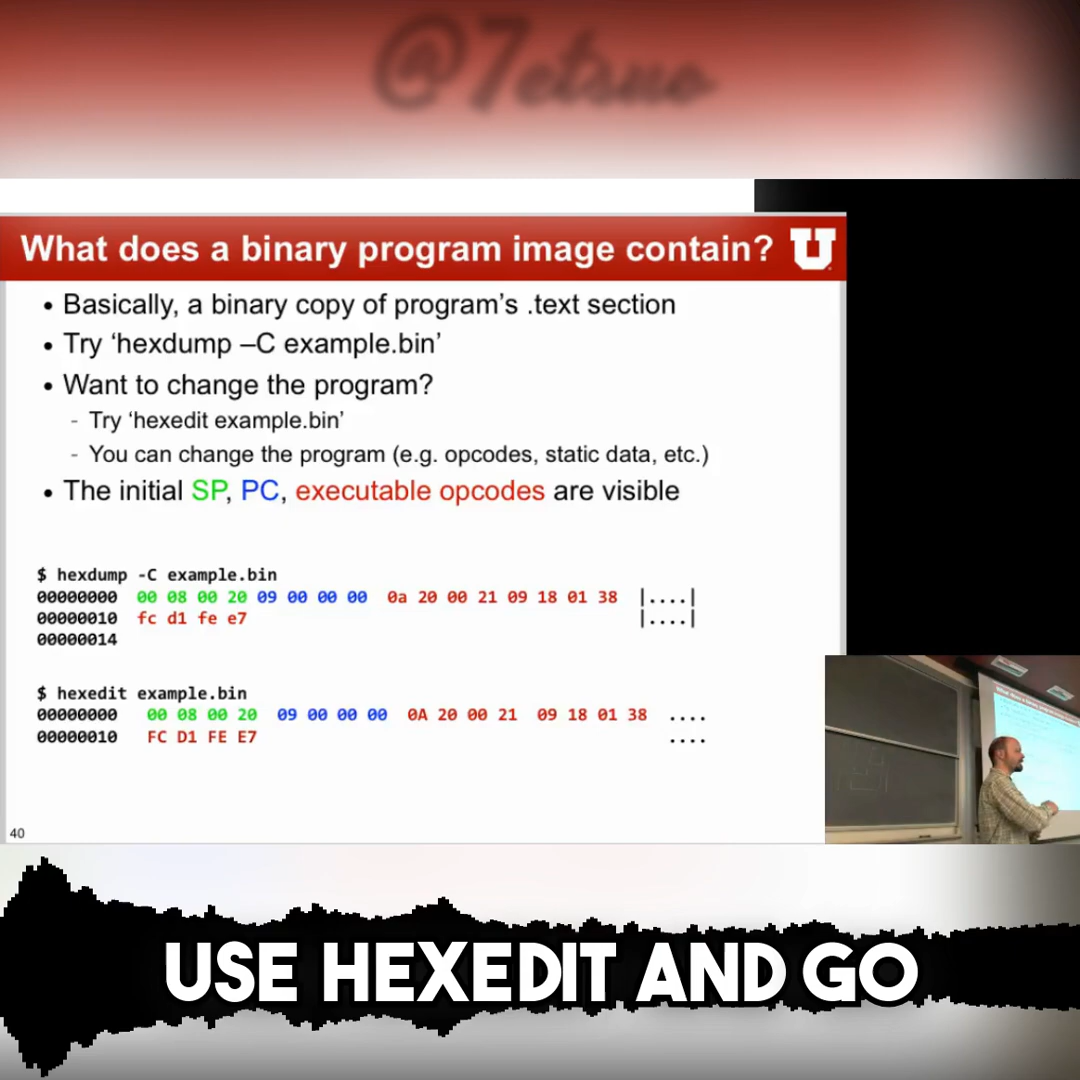 @7etsuo
What does a binary program image contain?
U
• Basically, a binary copy of program’s .text section
• Try ‘hexdump –C example.bin’
• Want to change the program?
- Try ‘hexedit example.bin’
- You can change the program (e.g. opcodes, static data, etc.)
• The initial SP, PC, executable opcodes are visible
$ hexdump -C example.bin
00000000 00 08 00 20 09 00 00 00 0a 20 00 21 09 18 01 38 |....|
00000010 fc d1 fe e7 |....|
00000014
$ hexedit example.bin
00000000 00 08 00 20 09 00 00 00 0A 20 00 21 09 18 01 38 ....
00000010 FC D1 FE E7 ....
40
USE HEXEDIT AND GO